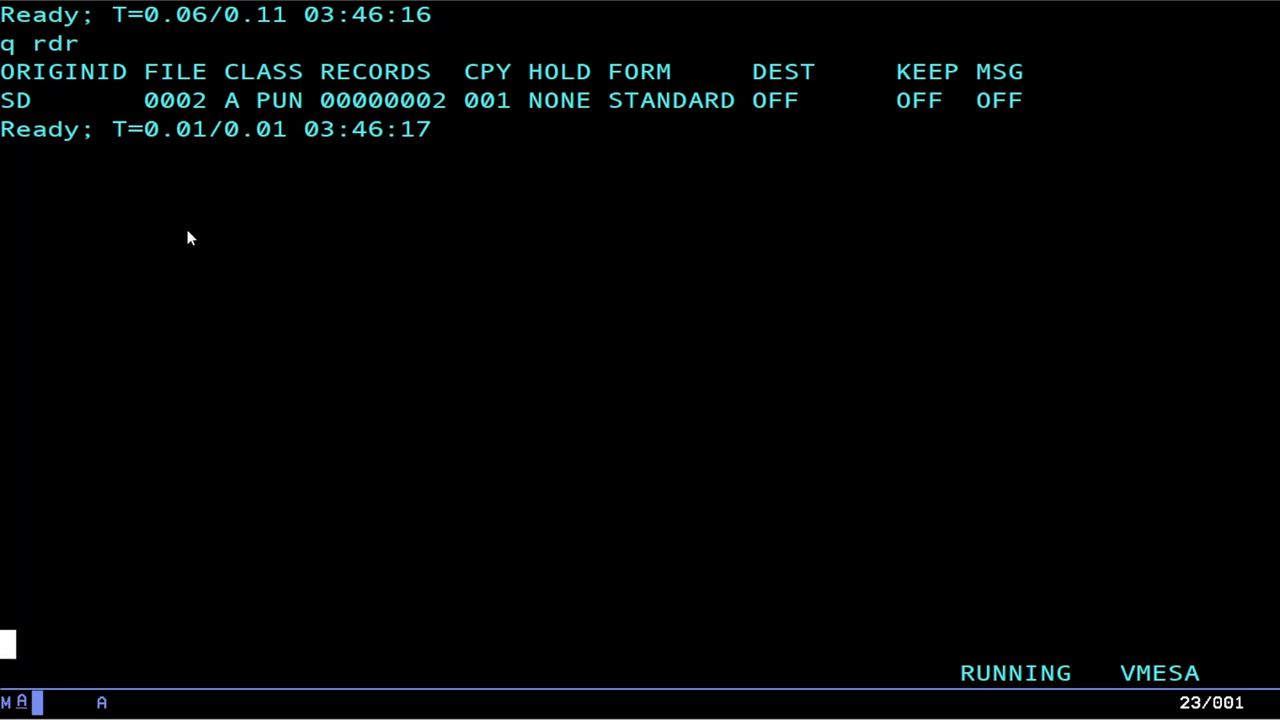 Ready; T=0.06/0.11 03:46:16
q rdr
ORIGINID FILE CLASS RECORDS  CPY HOLD FORM     DEST     KEEP MSG
SD       0002 A PUN 00000002 001 NONE STANDARD OFF      OFF  OFF
Ready; T=0.01/0.01 03:46:17
RUNNING   VMESA
M A     A     23/001